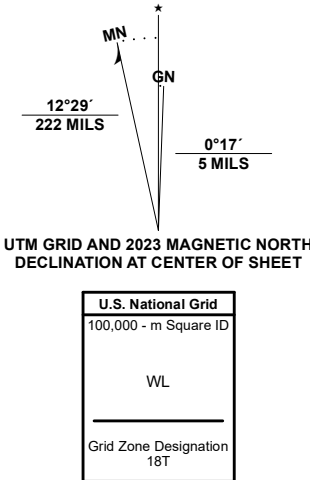 ★
MN
GN
12°29´
222 MILS
0°17´
5 MILS
UTM GRID AND 2023 MAGNETIC NORTH
DECLINATION AT CENTER OF SHEET
U.S. National Grid
100,000 - m Square ID
WL
Grid Zone Designation
18T